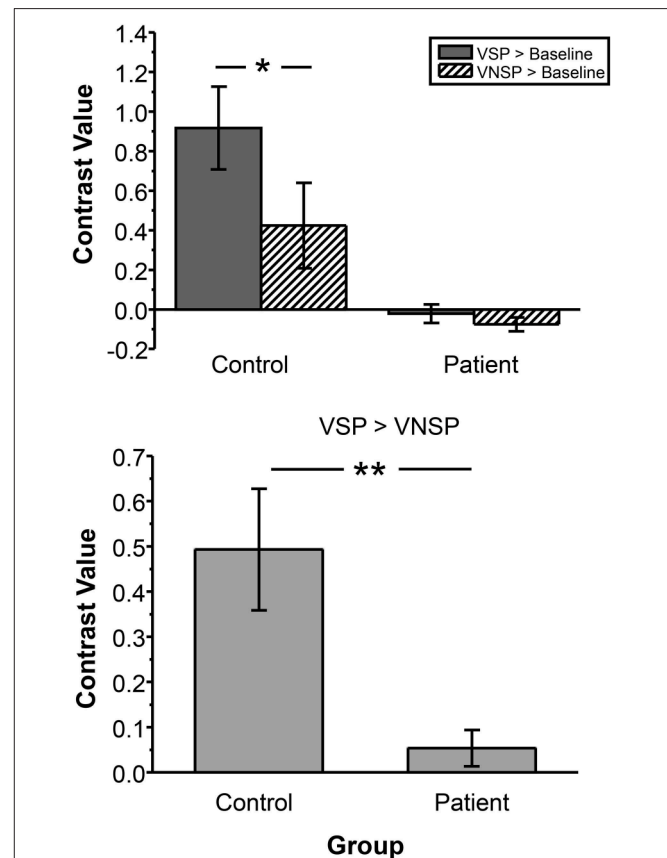 1.4
1.2
1.0
0.8
0.6
0.4
0.2
0.0
-0.2
Contrast Value
*
VSP > Baseline
VNSP > Baseline
Control Patient
VSP > VNSP
0.7
0.6
0.5
0.4
0.3
0.2
0.1
0.0
Contrast Value
**
Control Patient
Group